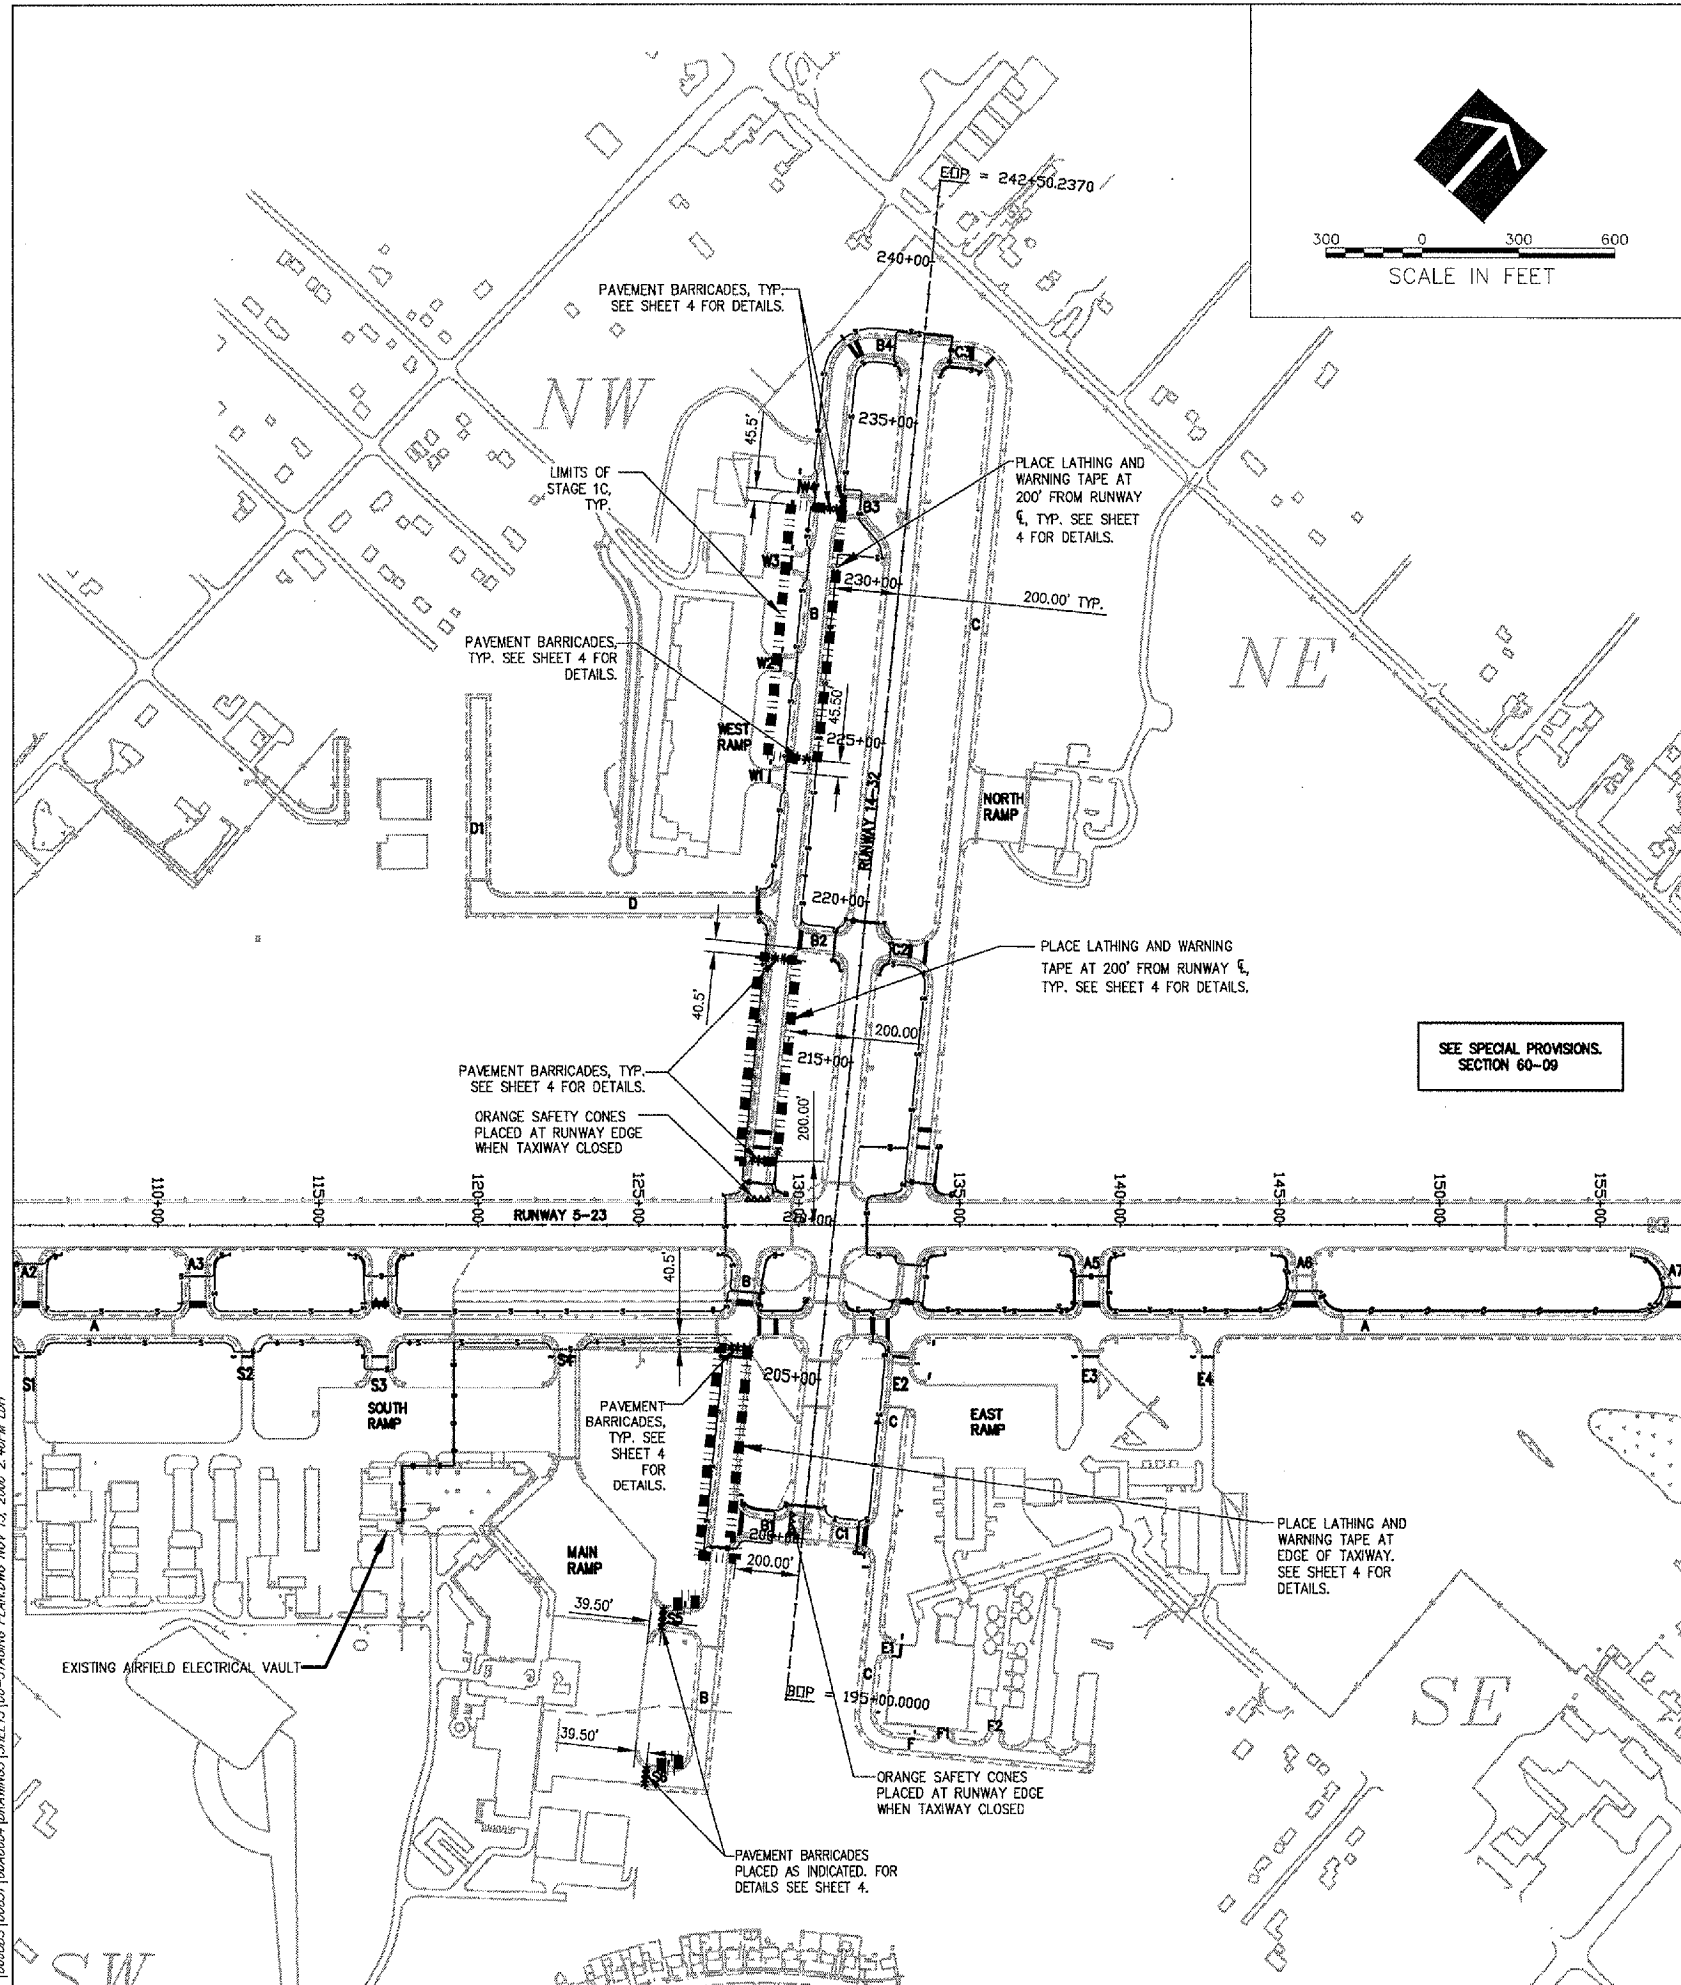 300 0 300 600
SCALE IN FEET
EOP = 242+50.2370
240+00
PAVEMENT BARRICADES, TYP.
SEE SHEET 4 FOR DETAILS.
B4
C3
NW
235+00
45.5'
LIMITS OF
STAGE 1C,
TYP.
PLACE LATHING AND
WARNING TAPE AT
200' FROM RUNWAY
℄, TYP. SEE SHEET
4 FOR DETAILS.
W4
B3
W3
230+00
200.00' TYP.
B
C
PAVEMENT BARRICADES,
TYP. SEE SHEET 4 FOR
DETAILS.
W2
NE
45.50'
WEST
RAMP
225+00
W1
RUNWAY 14-32
NORTH
RAMP
D1
220+00
D
B2
C2
PLACE LATHING AND WARNING
TAPE AT 200' FROM RUNWAY ℄,
TYP. SEE SHEET 4 FOR DETAILS.
40.5'
200.00'
215+00
SEE SPECIAL PROVISIONS.
SECTION 60-09
PAVEMENT BARRICADES, TYP.
SEE SHEET 4 FOR DETAILS.
ORANGE SAFETY CONES
PLACED AT RUNWAY EDGE
WHEN TAXIWAY CLOSED
200.00'
110+00 115+00 120+00 125+00 130+00 135+00 140+00 145+00 150+00 155+00
RUNWAY 5-23
210+00
23
A2 A3 B A5 A6 A7
40.5'
A A
S1 S2 S3 S4 E2 E3 E4
205+00
SOUTH
RAMP
PAVEMENT
BARRICADES,
TYP. SEE
SHEET 4
FOR
DETAILS.
C
EAST
RAMP
B1
C1
200+00
200.00'
PLACE LATHING AND
WARNING TAPE AT
EDGE OF TAXIWAY.
SEE SHEET 4 FOR
DETAILS.
MAIN
RAMP
39.50'
S5
EXISTING AIRFIELD ELECTRICAL VAULT
E1
C
B
BOP = 195+00.0000
SE
39.50'
S6
F
F1
F2
ORANGE SAFETY CONES
PLACED AT RUNWAY EDGE
WHEN TAXIWAY CLOSED
PAVEMENT BARRICADES
PLACED AS INDICATED. FOR
DETAILS SEE SHEET 4.
SW